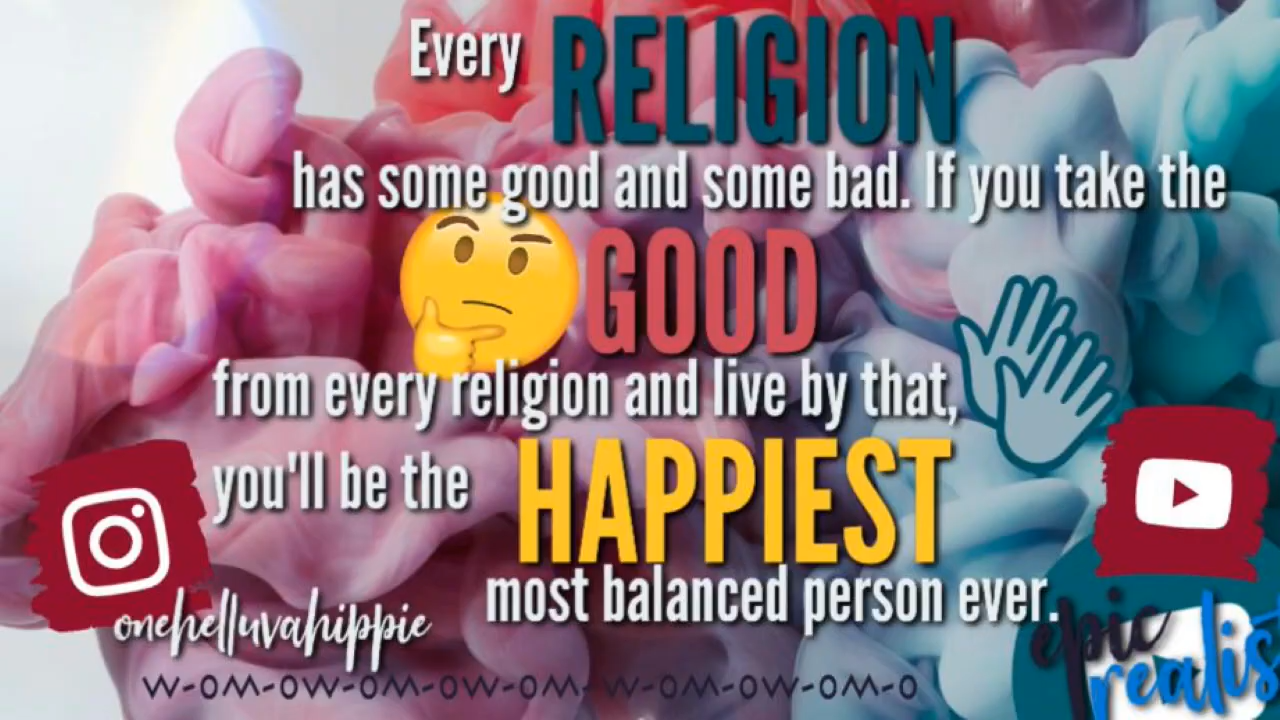 Every RELIGION
has some good and some bad. If you take the
GOOD
from every religion and live by that,
you'll be the HAPPIEST
most balanced person ever.
onehelluvahippie
epic
W-OM-OW-OM-OW-OM-W-OM-OW-OM-O
realis